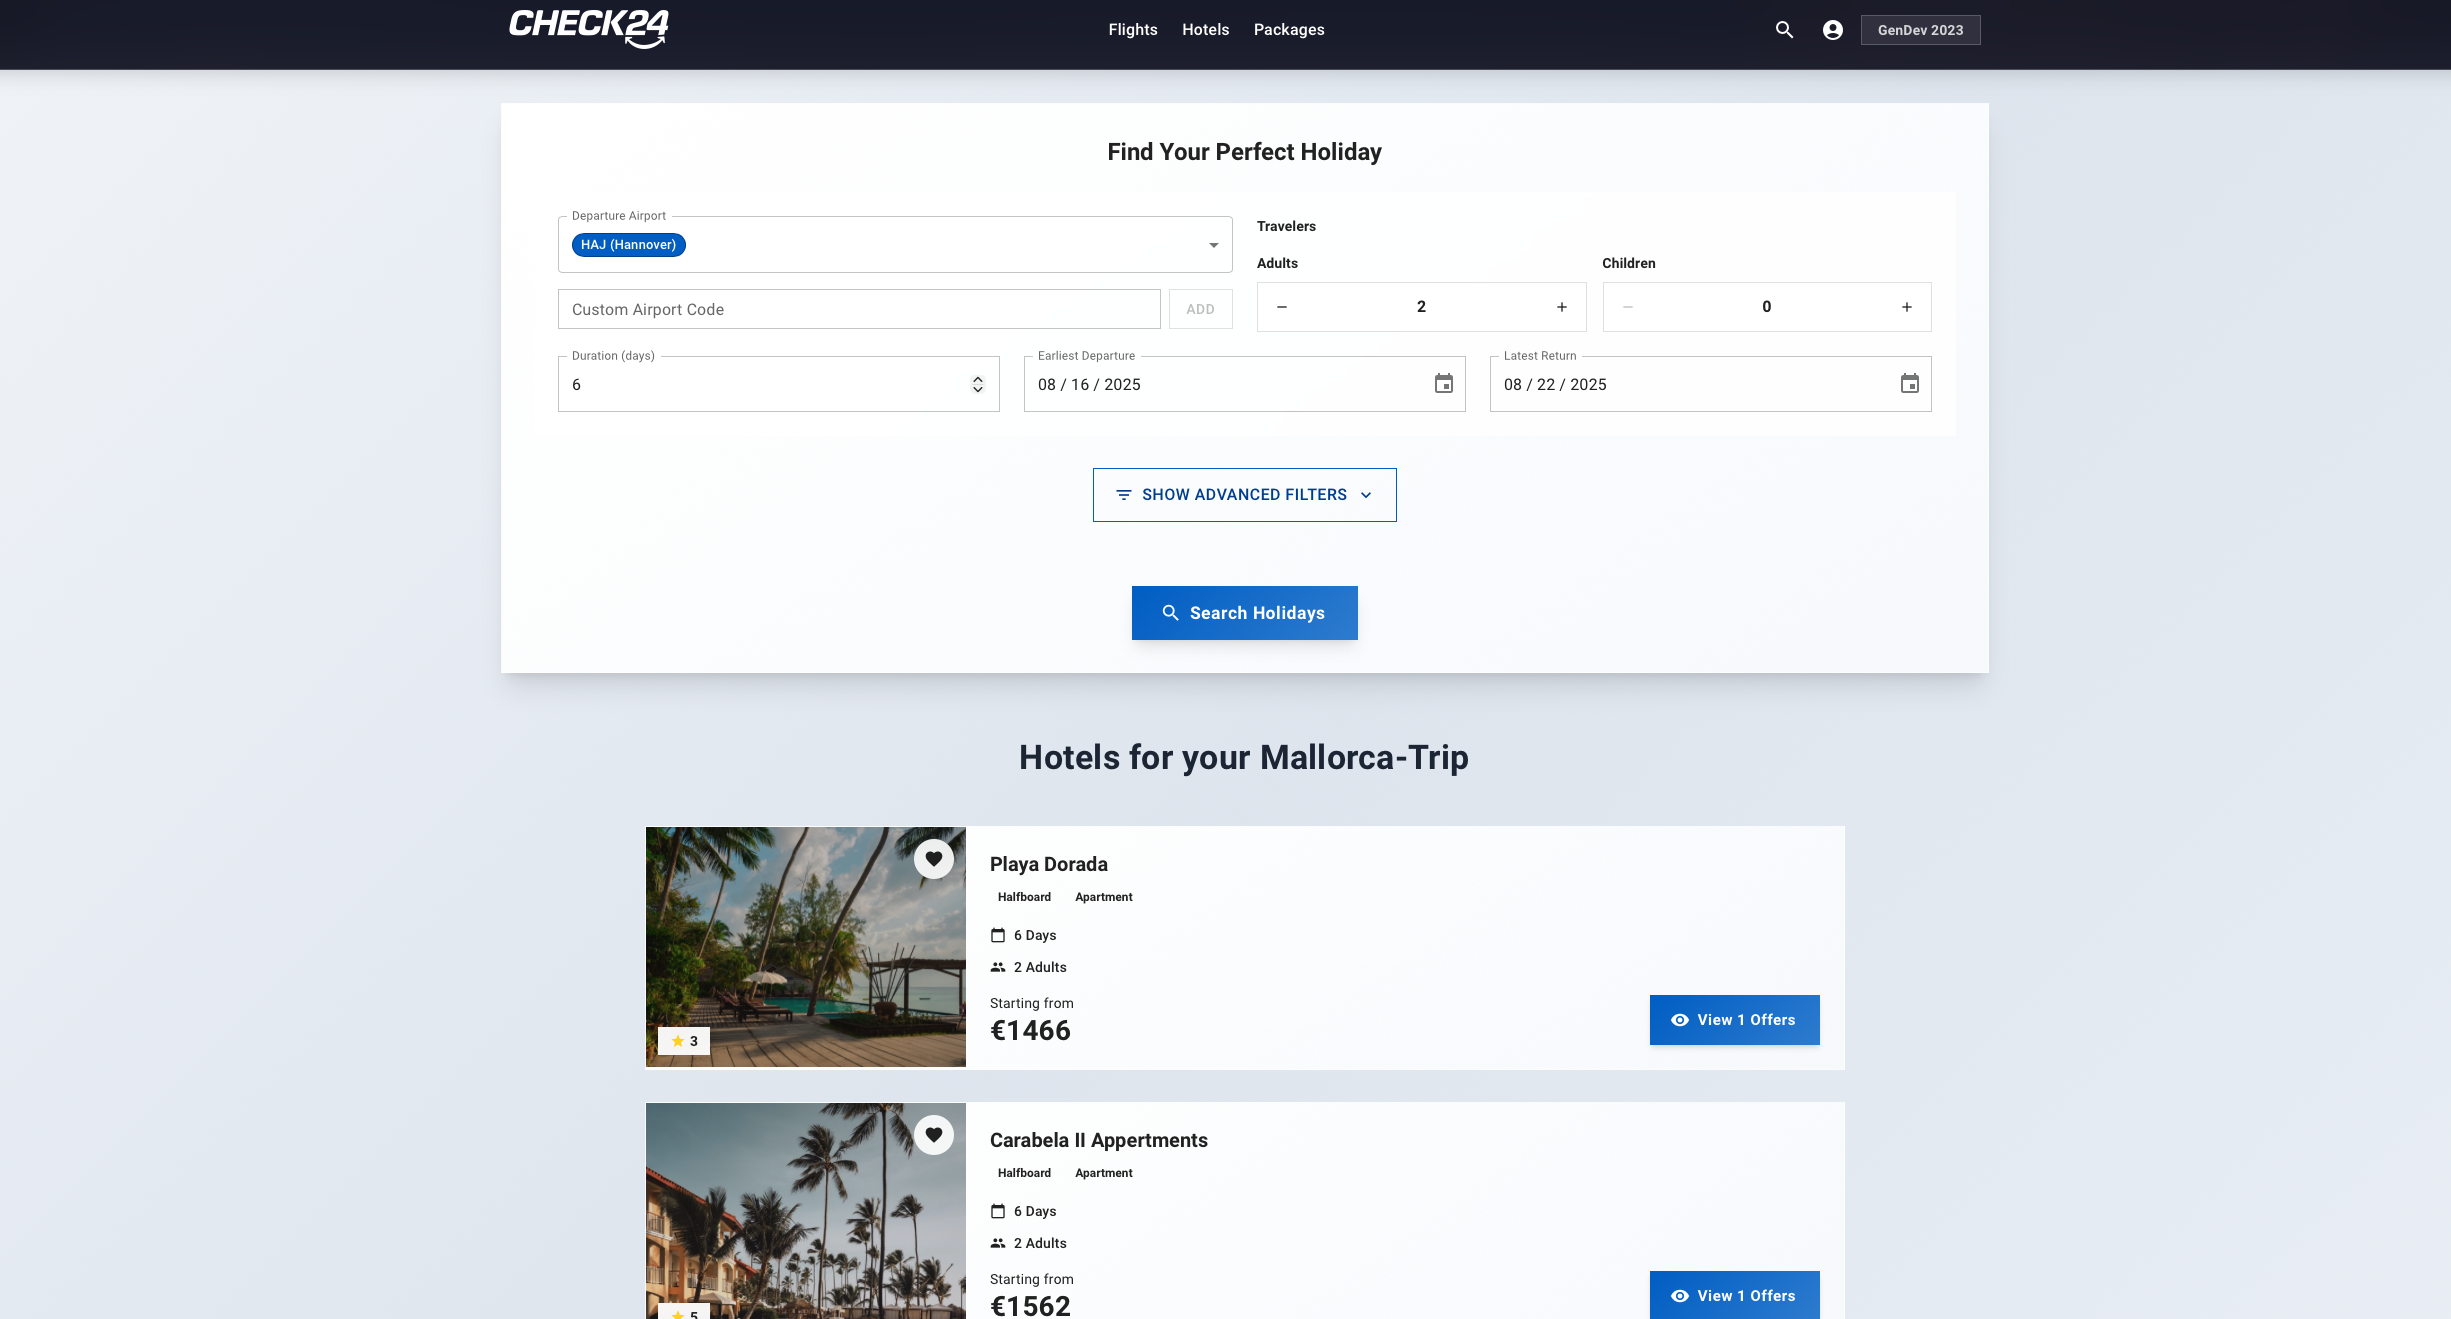 CHECK24
Flights Hotels Packages
GenDev 2023
Find Your Perfect Holiday
Departure Airport
HAJ (Hannover)
Custom Airport Code
ADD
Travelers
Adults
Children
2
0
Duration (days)
6
Earliest Departure
08 / 16 / 2025
Latest Return
08 / 22 / 2025
SHOW ADVANCED FILTERS
Search Holidays
Hotels for your Mallorca-Trip
3
Playa Dorada
Halfboard Apartment
6 Days
2 Adults
Starting from
€1466
View 1 Offers
5
Carabela II Appertments
Halfboard Apartment
6 Days
2 Adults
Starting from
€1562
View 1 Offers